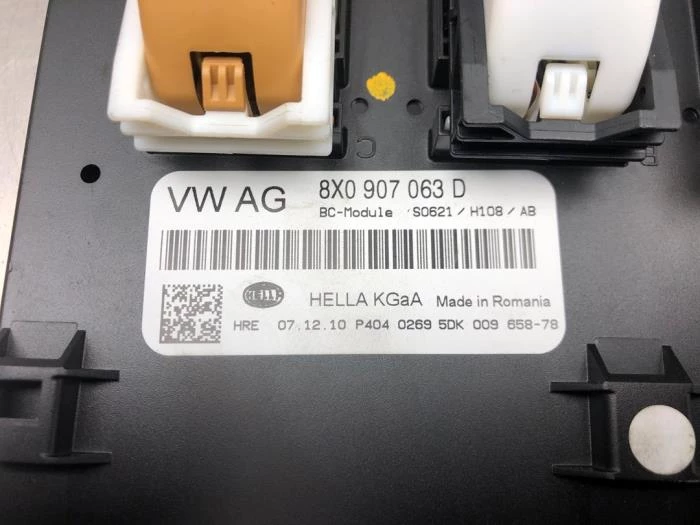 VW AG 8X0 907 063 D
BC-Module S0621 / H108 / AB
HELLA HELLA KGaA Made in Romania
HRE 07.12.10 P404 0269 5DK 009 658-78
C